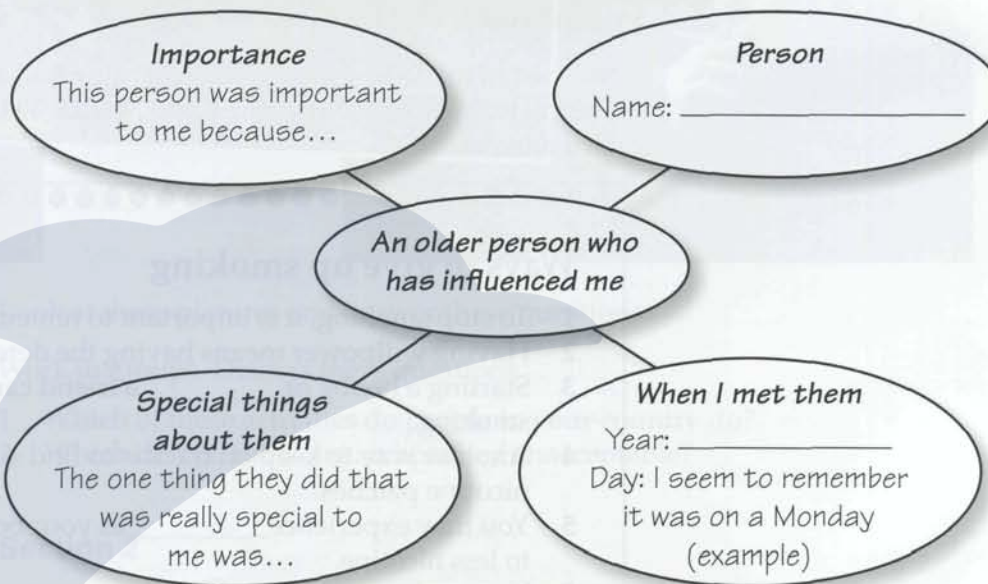 Importance
This person was important
to me because...
Person
Name:
An older person who
has influenced me
Special things
about them
The one thing they did that
was really special to
me was...
When I met them
Year:
Day: I seem to remember
it was on a Monday
(example)